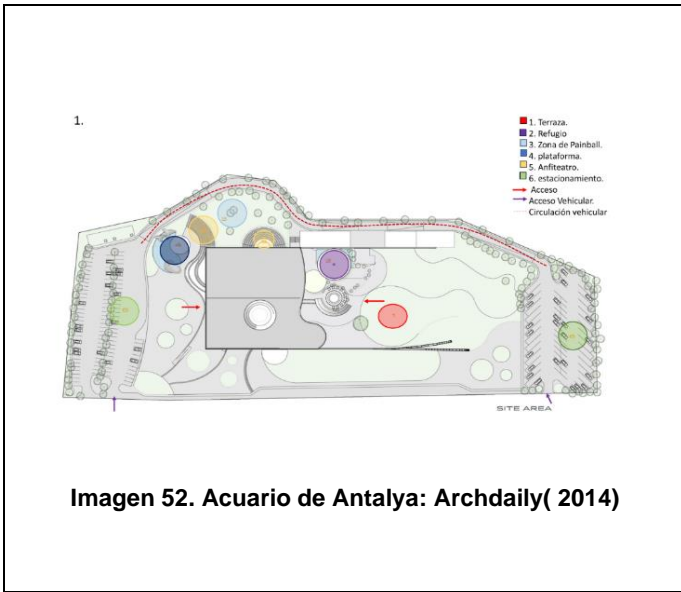 1.
1. Terraza.
2. Refugio
3. Zona de Painball.
4. plataforma.
5. Anfiteatro.
6. estacionamiento.
Acceso
Acceso Vehicular.
Circulación vehicular
SITE AREA
Imagen 52. Acuario de Antalya: Archdaily( 2014)